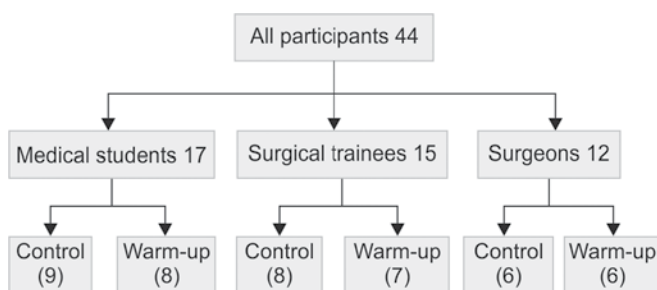 All participants 44
Medical students 17
Surgical trainees 15
Surgeons 12
Control
(9)
Warm-up
(8)
Control
(8)
Warm-up
(7)
Control
(6)
Warm-up
(6)